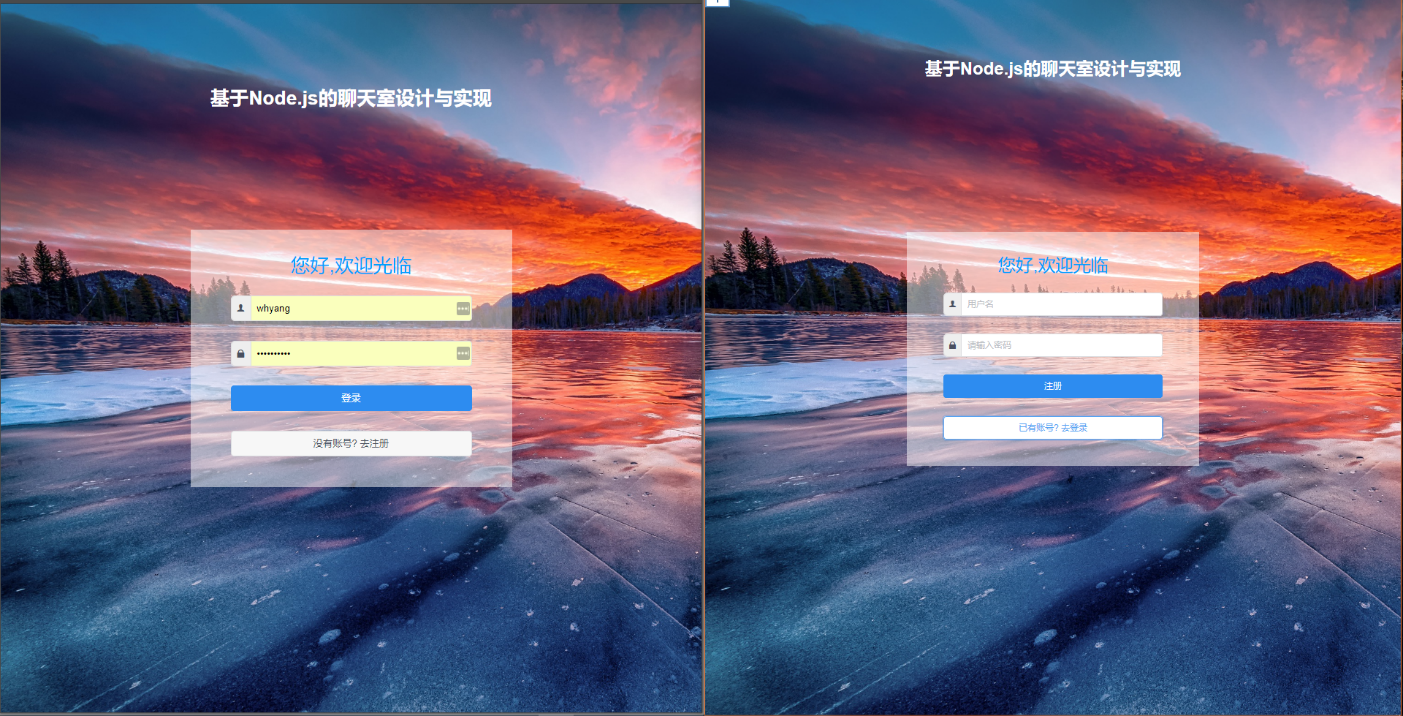 基于Node.js的聊天室设计与实现
您好,欢迎光临
whyang
••••••••••
登录
没有账号? 去注册
基于Node.js的聊天室设计与实现
您好,欢迎光临
用户名
请输入密码
注册
已有账号? 去登录